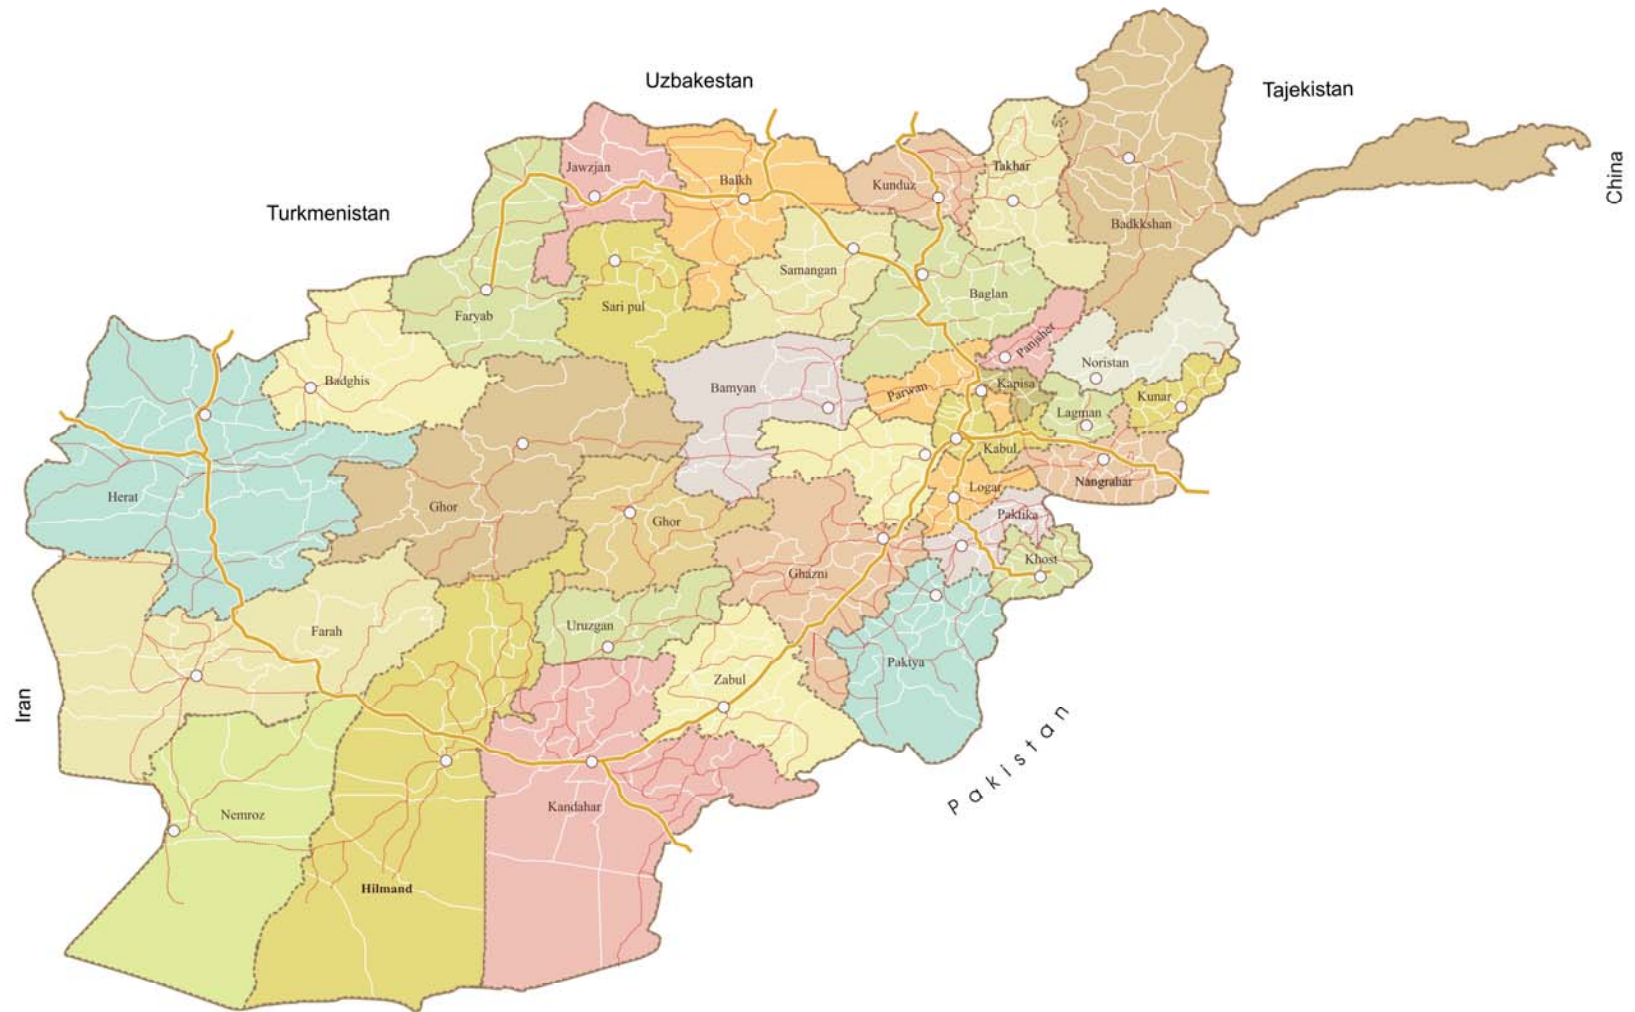 Uzbakestan
Tajekistan
China
Turkmenistan
Jawzjan
Balkh
Kunduz
Takhar
Badkkshan
Samangan
Baglan
Faryab
Sari pul
Panjsher
Noristan
Badghis
Bamyan
Parwan
Kapisa
Lagman
Kunar
Kabul
Herat
Ghor
Ghor
Logar
Nangrahar
Paktika
Khost
Ghazni
Farah
Uruzgan
Paktya
Zabul
Iran
Pakistan
Nemroz
Kandahar
Hilmand